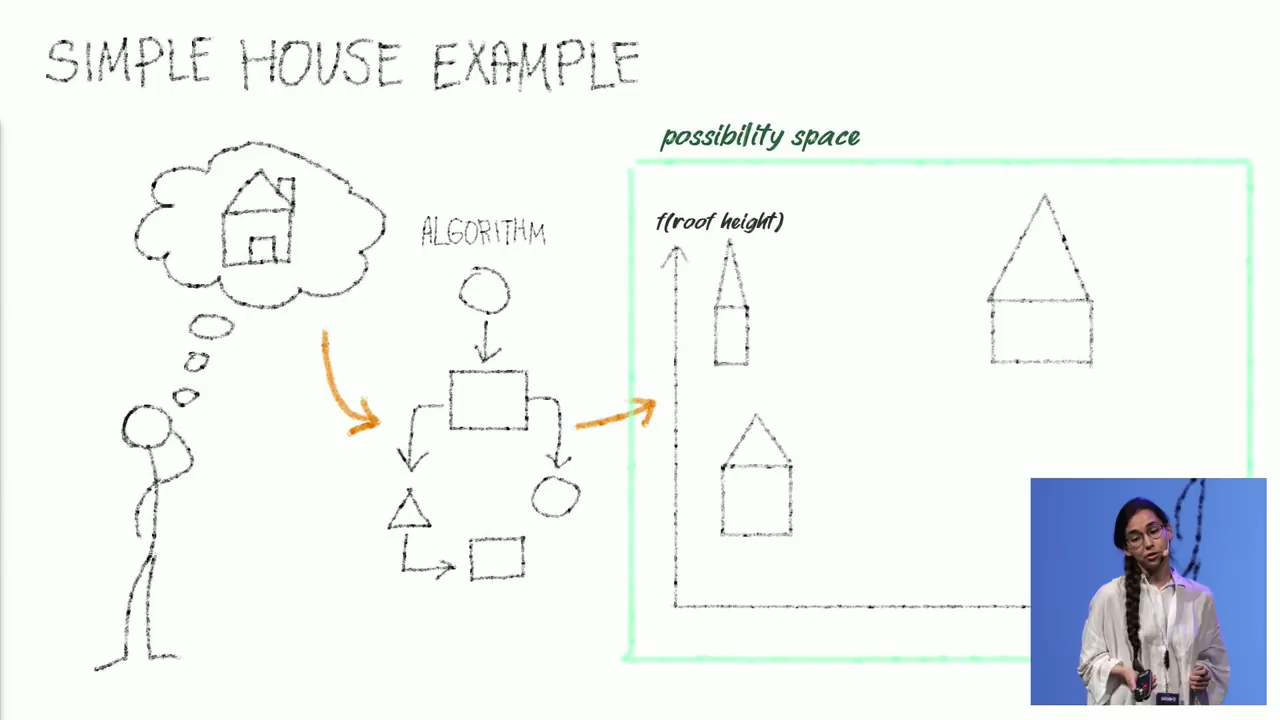 SIMPLE HOUSE EXAMPLE
possibility space
f(roof height)
ALGORITHM